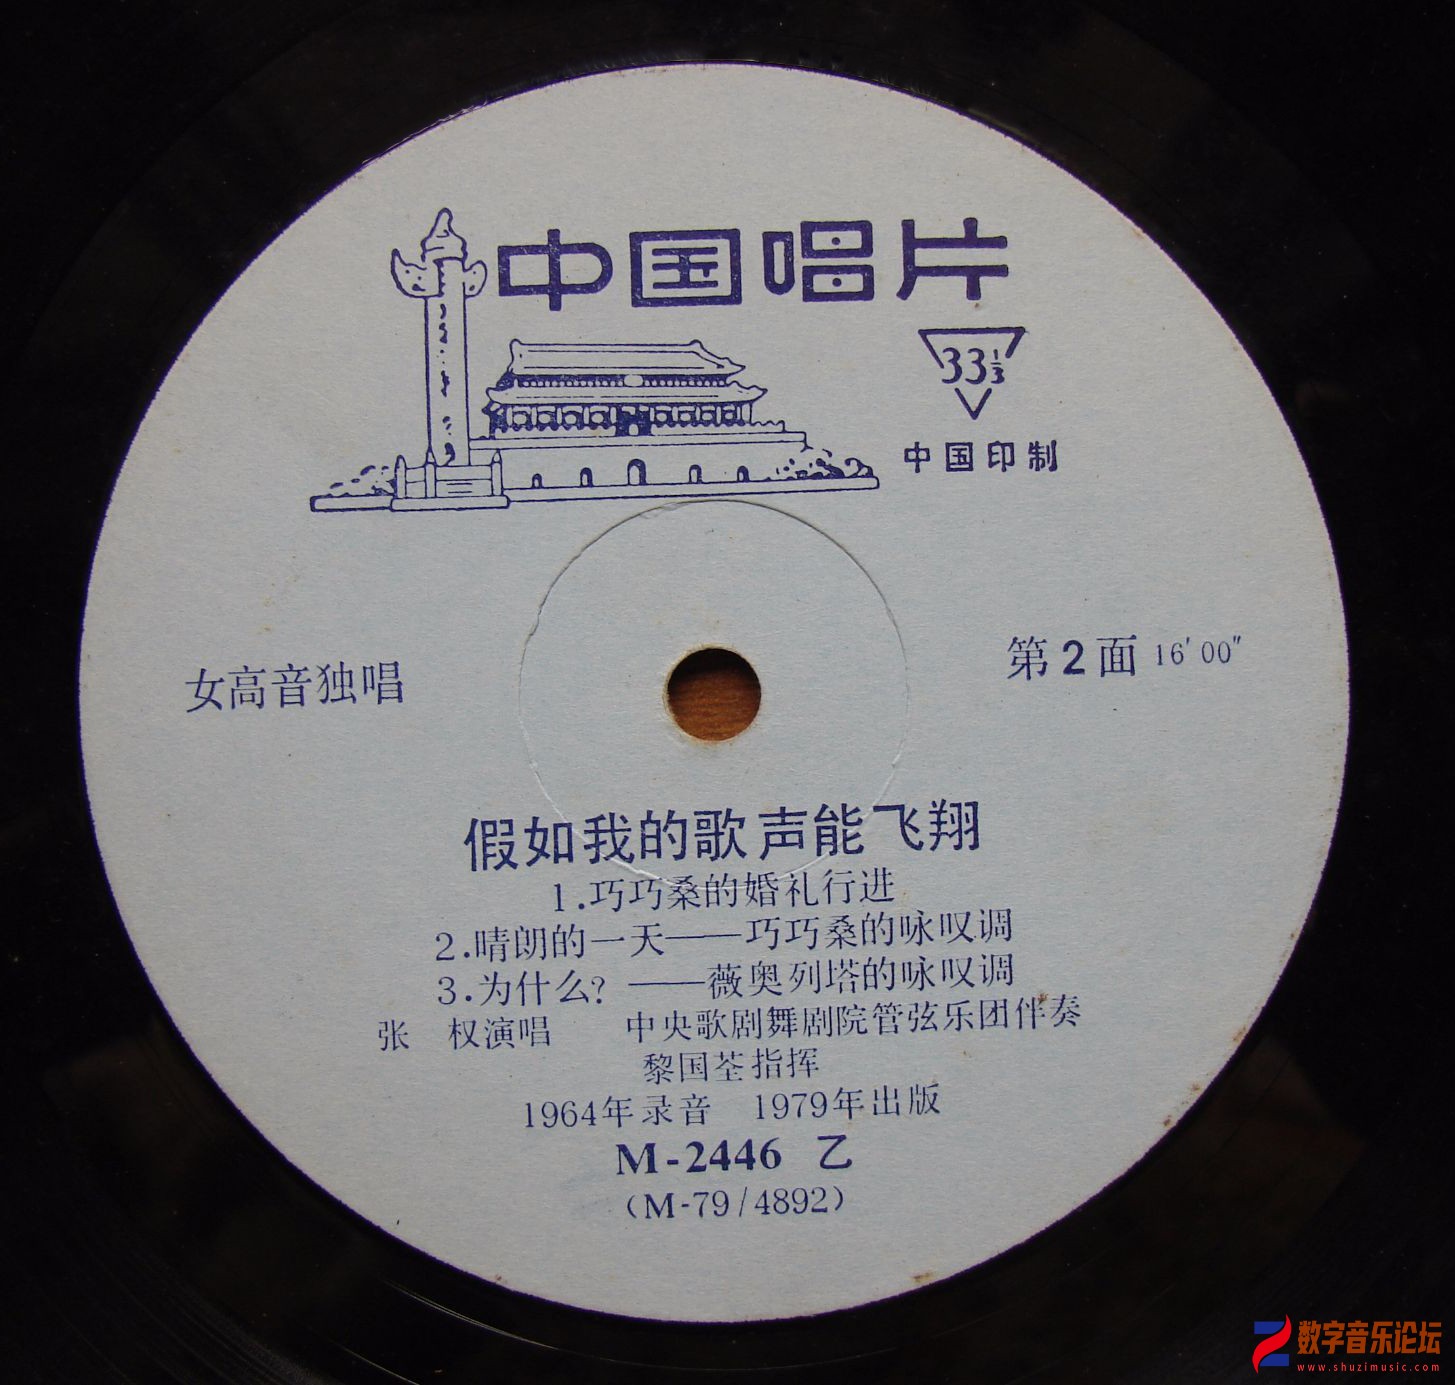 中国唱片
33⅓
中国印制
女高音独唱
第2面 16′00″
假如我的歌声能飞翔
1.巧巧桑的婚礼行进
2.晴朗的一天——巧巧桑的咏叹调
3.为什么?——薇奥列塔的咏叹调
张 权演唱 中央歌剧舞剧院管弦乐团伴奏
黎国荃指挥
1964年录音 1979年出版
M-2446 乙
(M-79/4892)
数字音乐论坛
www.shuzimusic.com